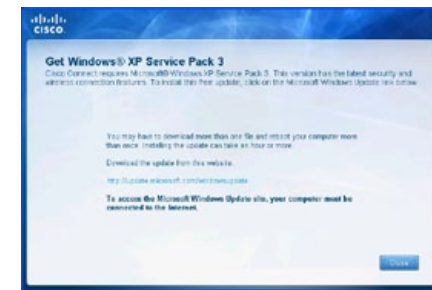 cisco
Get Windows® XP Service Pack 3
Cisco Connect requires Microsoft® Windows XP Service Pack 3. This version has the latest security and
wireless connection features. To install this free update, click on the Microsoft Windows Update link below.
You may have to download more than one file and reboot your computer more
than once. Installing the update can take an hour or more.
Download the update from this website.
http://update.microsoft.com/windowsupdate
To access the Microsoft Windows Update site, your computer must be
connected to the Internet.
Close